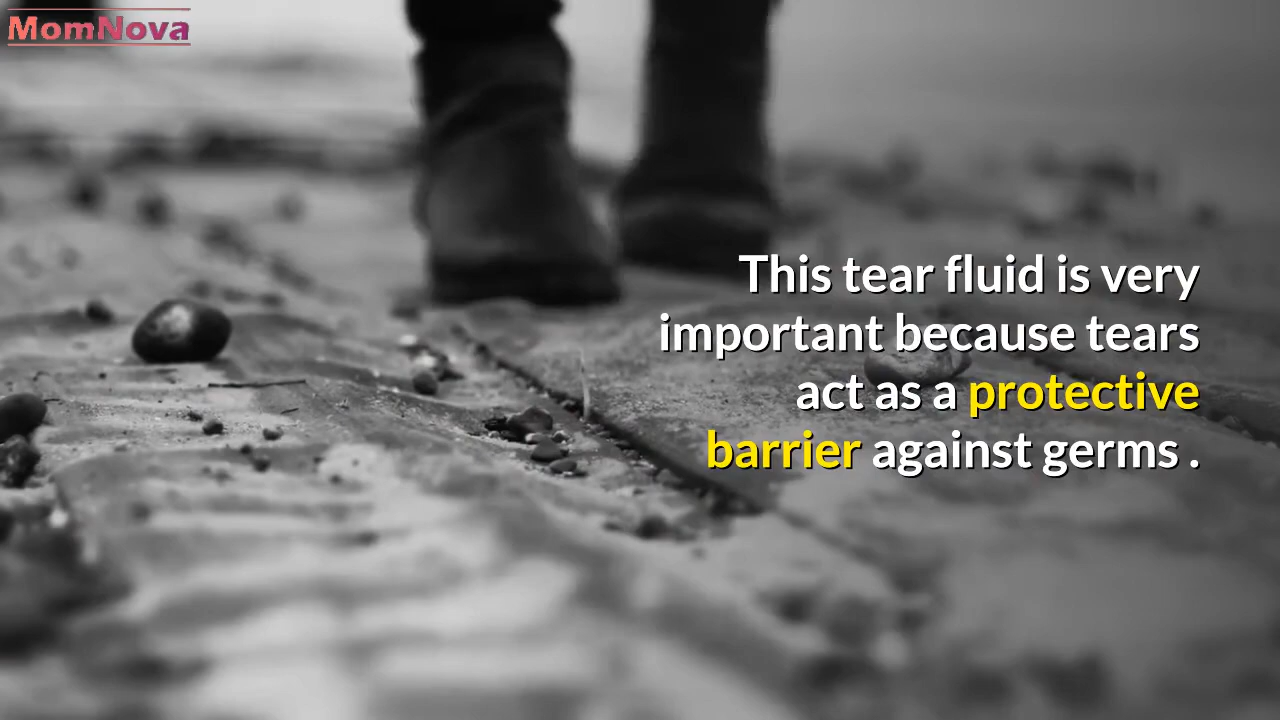 MomNova
This tear fluid is very
important because tears
act as a protective
barrier against germs .